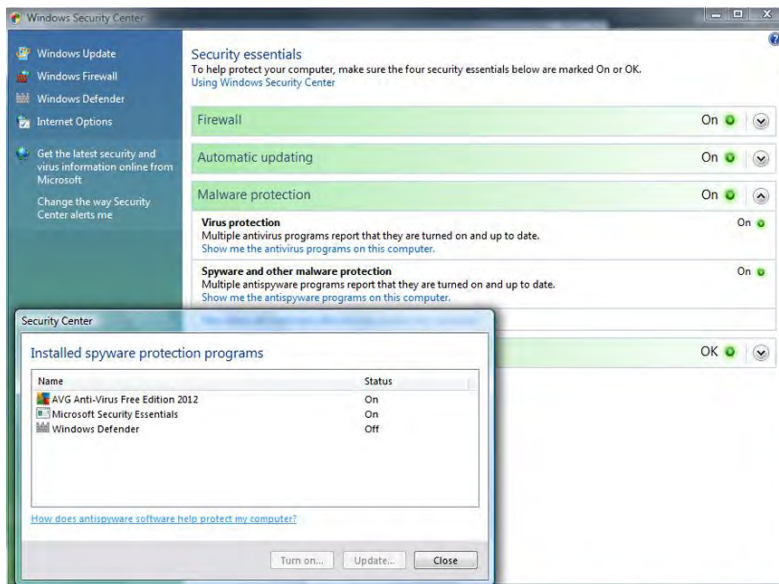 Windows Security Center
Windows Update
Windows Firewall
Windows Defender
Internet Options
Get the latest security and
virus information online from
Microsoft
Change the way Security
Center alerts me
Security essentials
To help protect your computer, make sure the four security essentials below are marked On or OK.
Using Windows Security Center
Firewall On
Automatic updating On
Malware protection On
Virus protection On
Multiple antivirus programs report that they are turned on and up to date.
Show me the antivirus programs on this computer.
Spyware and other malware protection On
Multiple antispyware programs report that they are turned on and up to date.
Show me the antispyware programs on this computer.
OK
Security Center
Installed spyware protection programs
Name Status
AVG Anti-Virus Free Edition 2012 On
Microsoft Security Essentials On
Windows Defender Off
How does antispyware software help protect my computer?
Turn on... Update... Close